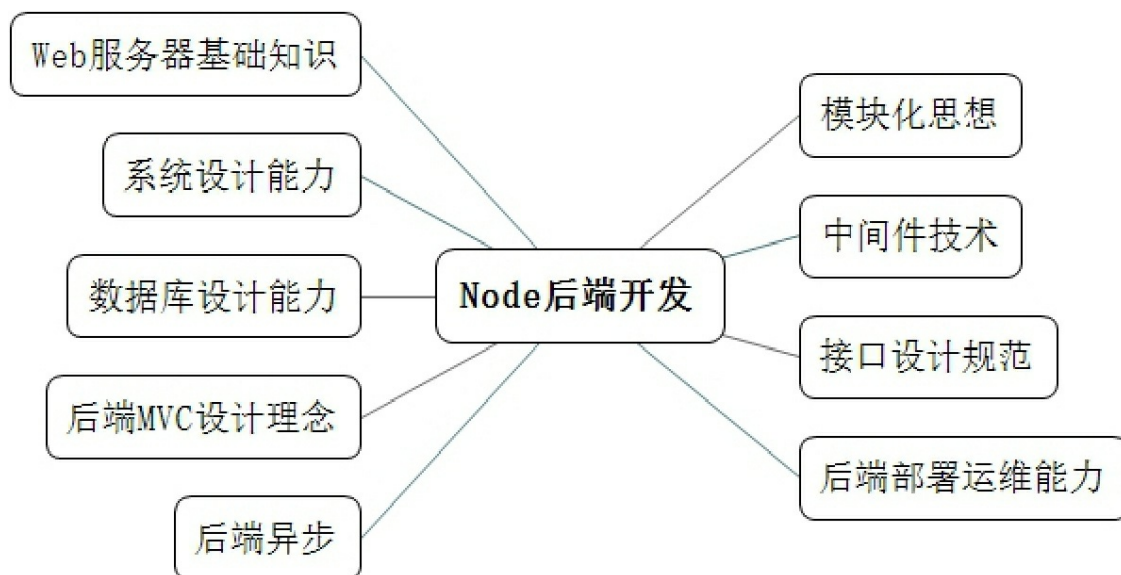 Web服务器基础知识
系统设计能力
数据库设计能力
后端MVC设计理念
后端异步
Node后端开发
模块化思想
中间件技术
接口设计规范
后端部署运维能力